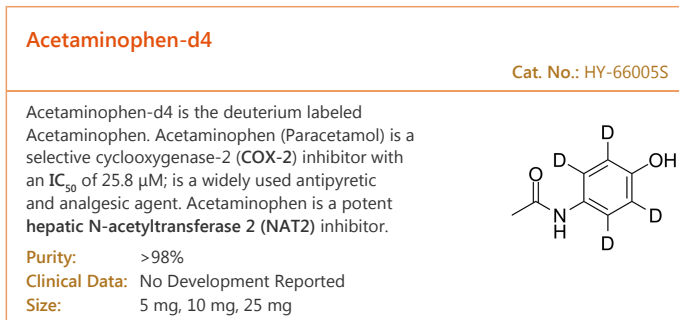 Acetaminophen-d4
Cat. No.: HY-66005S
Acetaminophen-d4 is the deuterium labeled
Acetaminophen. Acetaminophen (Paracetamol) is a
selective cyclooxygenase-2 (COX-2) inhibitor with
an IC50 of 25.8 μM; is a widely used antipyretic
and analgesic agent. Acetaminophen is a potent
hepatic N-acetyltransferase 2 (NAT2) inhibitor.
Purity: >98%
Clinical Data: No Development Reported
Size: 5 mg, 10 mg, 25 mg
D
D
OH
O
N
H
D
D